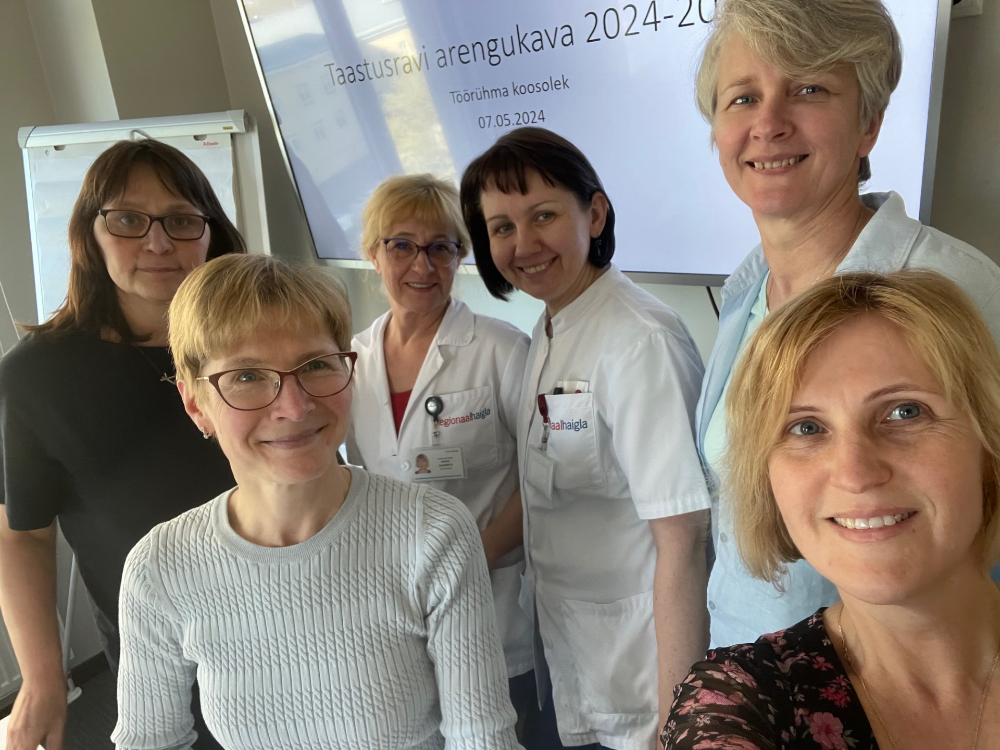 Taastusravi arengukava 2024-20
Töörühma koosolek
07.05.2024
Esselte
regionaalhaigla
aalhaigla